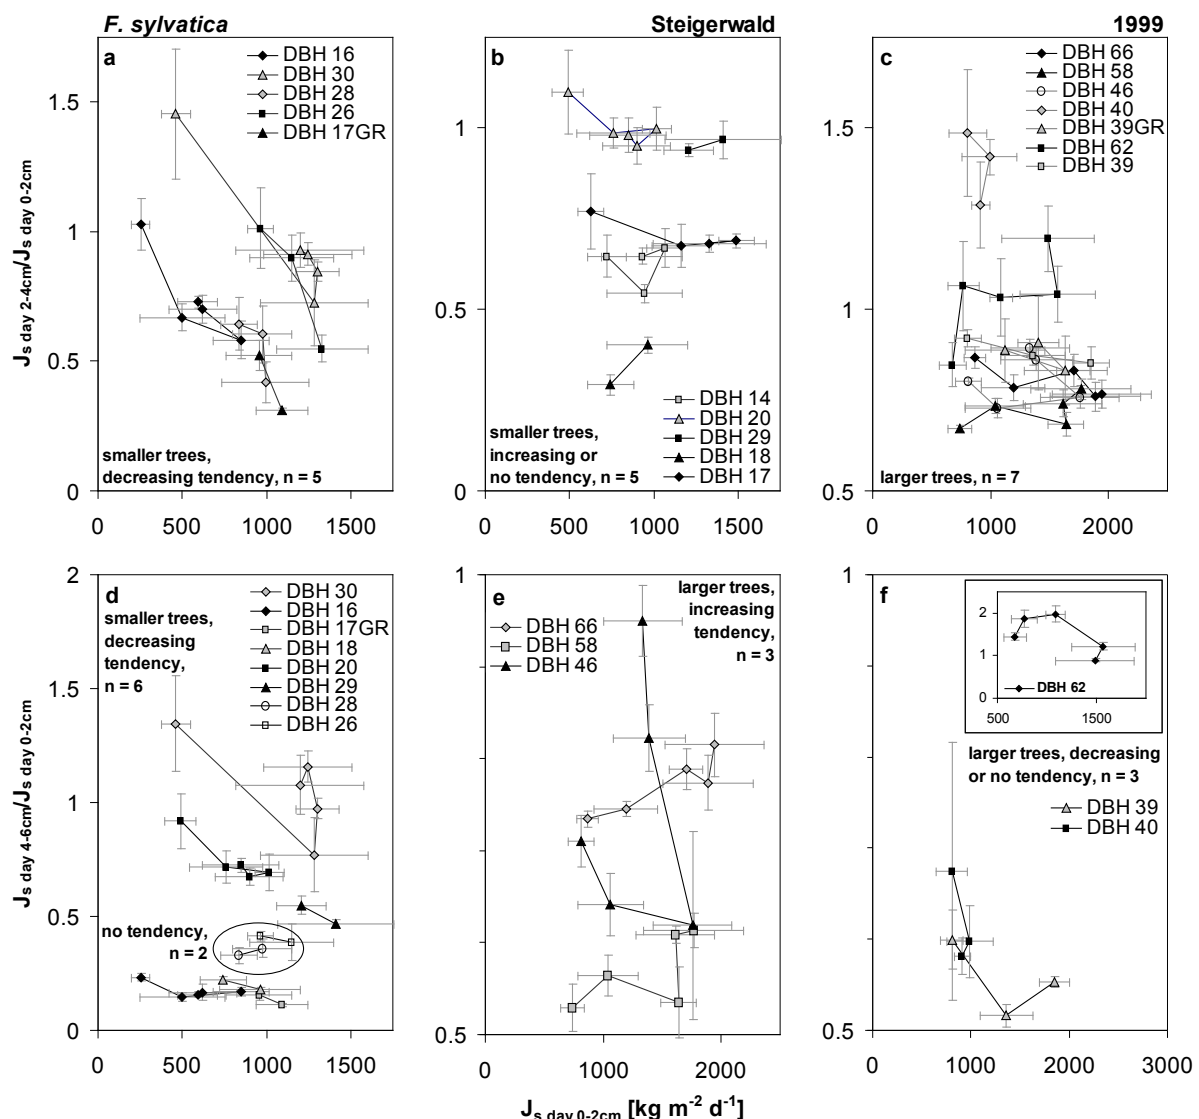 F. sylvatica
Steigerwald
1999
J s day 2-4cm/J s day 0-2cm
a
DBH 16
DBH 30
DBH 28
DBH 26
DBH 17GR
smaller trees,
decreasing tendency, n = 5
1.5
1
0.5
0
0 500 1000 1500
b
DBH 14
DBH 20
DBH 29
DBH 18
DBH 17
smaller trees,
increasing or
no tendency, n = 5
1
0.5
0
0 500 1000 1500
c
DBH 66
DBH 58
DBH 46
DBH 40
DBH 39GR
DBH 62
DBH 39
larger trees, n = 7
1.5
1
0.5
0 1000 2000
J s day 4-6cm/J s day 0-2cm
d
smaller trees,
decreasing
tendency,
n = 6
DBH 30
DBH 16
DBH 17GR
DBH 18
DBH 20
DBH 29
DBH 28
DBH 26
no tendency,
n = 2
2
1.5
1
0.5
0
0 500 1000 1500
e
larger trees,
increasing
tendency,
n = 3
DBH 66
DBH 58
DBH 46
1
0.5
0 1000 2000
f
2
1
0
500 1500
DBH 62
larger trees, decreasing
or no tendency, n = 3
DBH 39
DBH 40
1
0.5
0 1000 2000 3000
J s day 0-2cm [kg m-2 d-1]